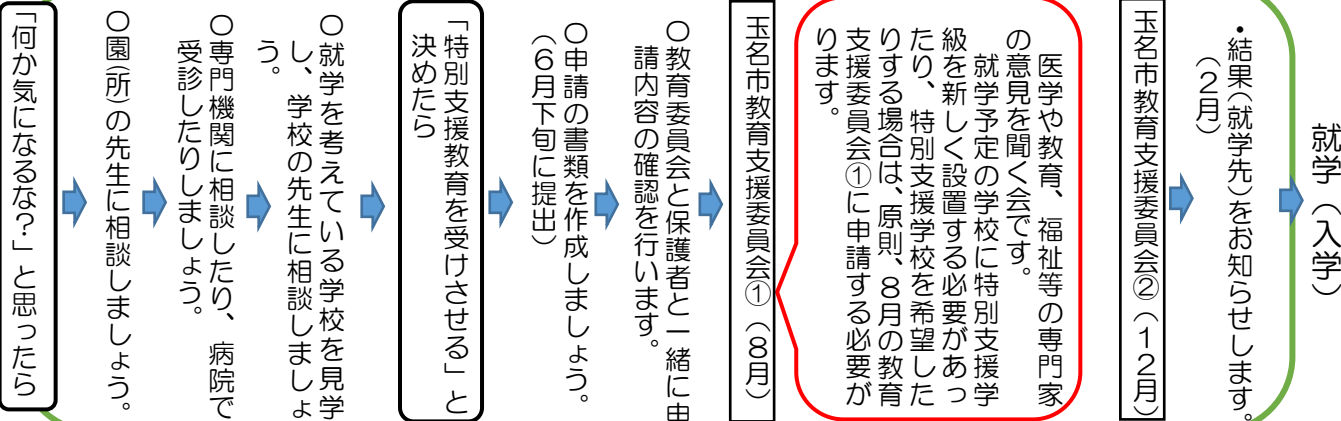 「何か気になるな？」と思ったら
〇園(所)の先生に相談しましょう。
〇専門機関に相談したり、病院で
受診したりしましょう。
〇就学を考えている学校を見学
し、学校の先生に相談しましょ
う。
「特別支援教育を受けさせる」と
決めたら
〇申請の書類を作成しましょう。
（６月下旬に提出）
〇教育委員会と保護者と一緒に申
請内容の確認を行います。
玉名市教育支援委員会①（８月）
医学や教育、福祉等の専門家
の意見を聞く会です。
就学予定の学校に特別支援学
級を新しく設置する必要があっ
たり、特別支援学校を希望した
りする場合は、原則、８月の教育
支援委員会①に申請する必要が
ります。
玉名市教育支援委員会②（１２月）
・結果（就学先）をお知らせします。
（２月）
就学（入学）